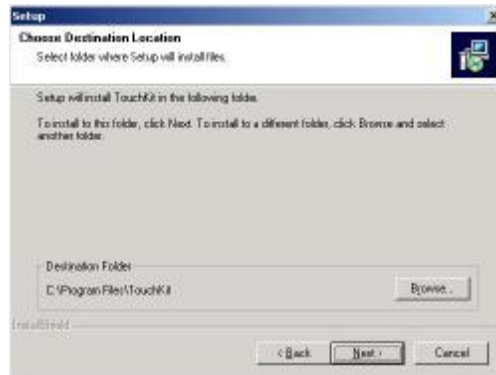 Setup
Choose Destination Location
Select folder where Setup will install files.
Setup will install TouchKit in the following folder.
To install to this folder, click Next. To install to a different folder, click Browse and select
another folder.
Destination Folder
C:\Program Files\TouchKit
Browse...
InstallShield
< Back
Next >
Cancel